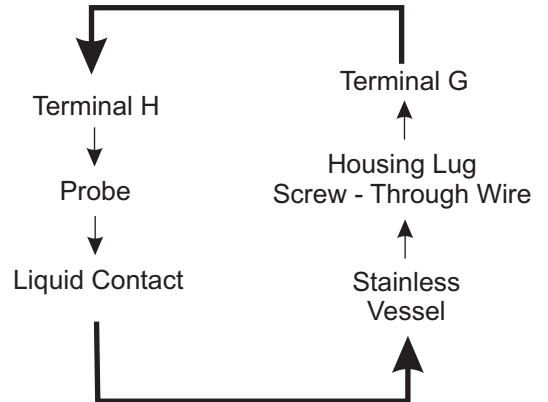 Terminal H
Probe
Liquid Contact
Terminal G
Housing Lug
Screw - Through Wire
Stainless
Vessel